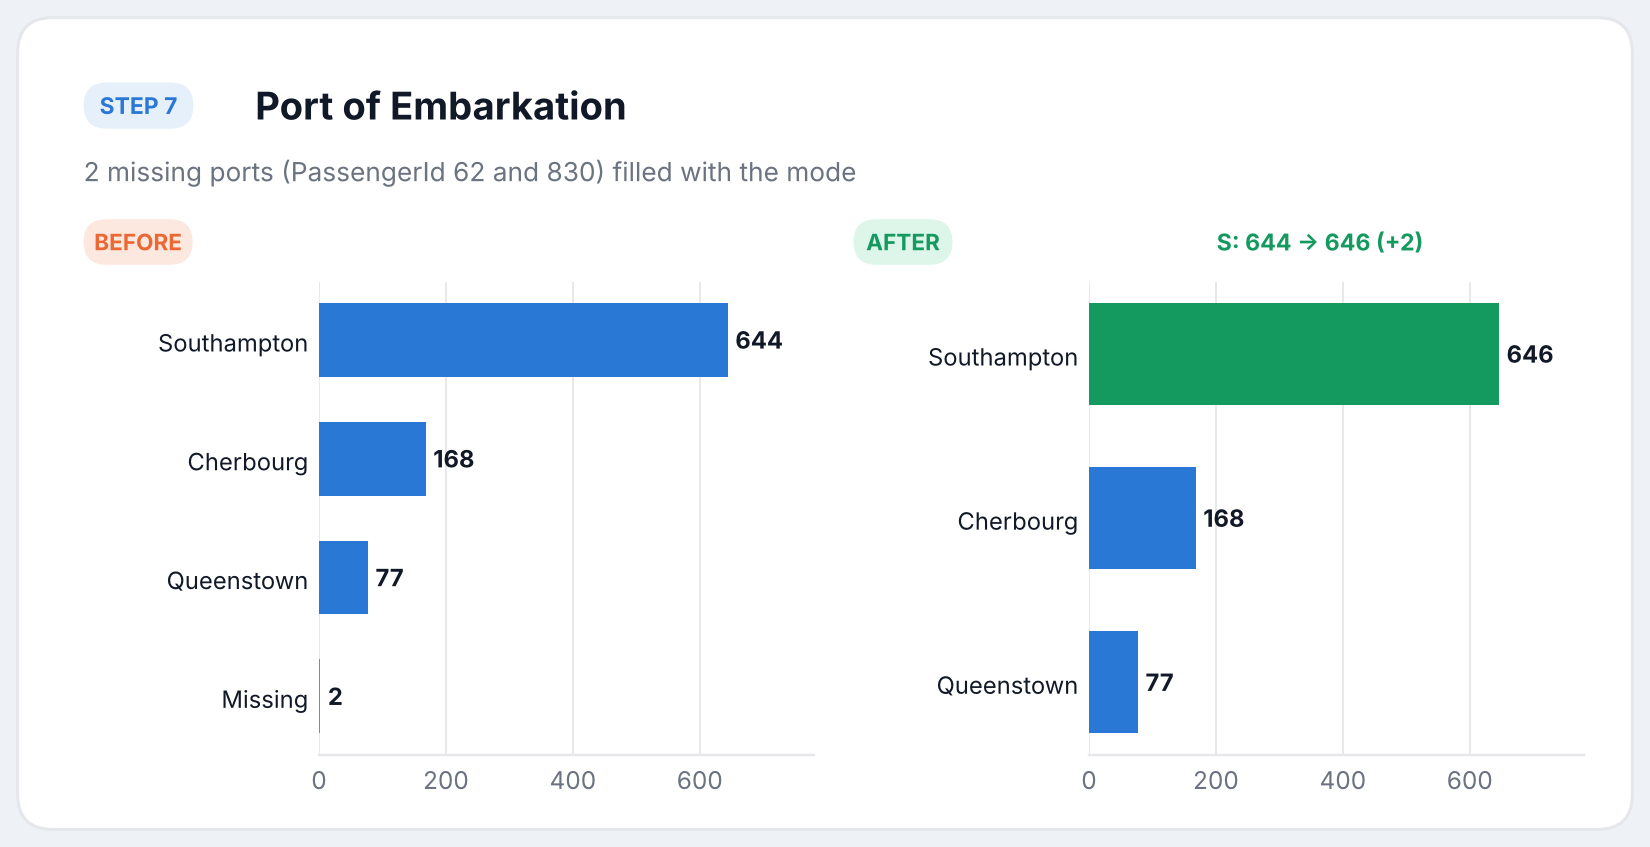 STEP 7 Port of Embarkation
2 missing ports (PassengerId 62 and 830) filled with the mode
BEFORE
Southampton 644
Cherbourg 168
Queenstown 77
Missing 2
0 200 400 600
AFTER S: 644 → 646 (+2)
Southampton 646
Cherbourg 168
Queenstown 77
0 200 400 600